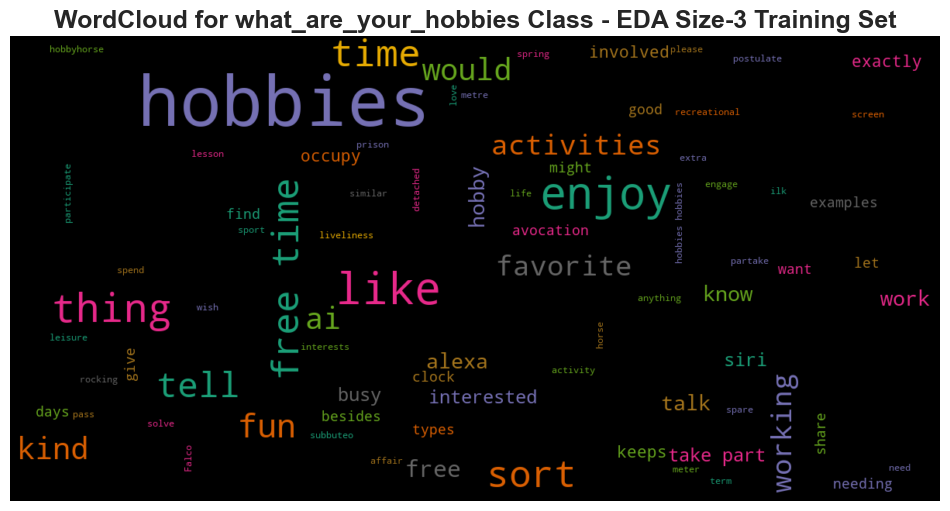 WordCloud for what_are_your_hobbies Class - EDA Size-3 Training Set
hobbyhorse
time
spring
involved
please
postulate
exactly
would
love
metre
hobbies
good
recreational
screen
prison
lesson
occupy
activities
extra
might
participate
similar
detached
hobby
life
enjoy
engage
ilk
examples
hobbies hobbies
find
sport
liveliness
avocation
free time
favorite
partake
want
let
spend
wish
like
anything
know
work
thing
ai
leisure
interests
horse
give
rocking
tell
busy
alexa
clock
activity
siri
interested
talk
spare
working
share
days
pass
solve
besides
subbuteo
types
fun
kind
Falco
affair
free
sort
keeps
take part
meter
term
need
needing